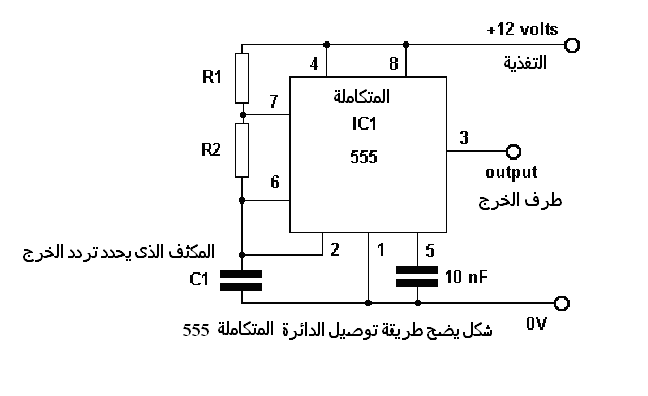 +12 volts
التغذية
R1
4
8
7
المتكاملة
IC1
555
3
R2
output
طرف الخرج
6
2
1
5
المكثف الذى يحدد تردد الخرج
C1
10 nF
0V
شكل يضح طريقة توصيل الدائرة المتكاملة 555